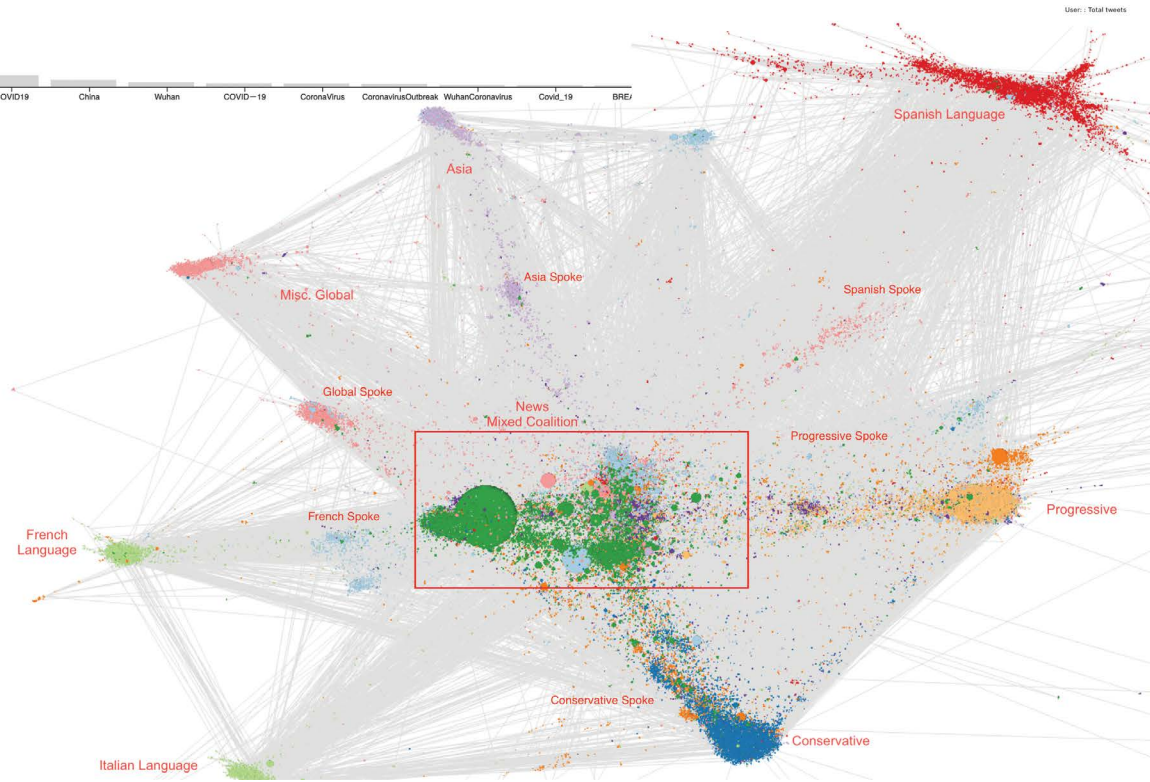 User: : Total tweets
OVID19
China
Wuhan
COVID—19
CoronaVirus
CoronavirusOutbreak
WuhanCoronavirus
Covid_19
BREA
Spanish Language
Asia
Asia Spoke
Misc. Global
Spanish Spoke
Global Spoke
News
Mixed Coalition
Progressive Spoke
French Spoke
Progressive
French
Language
Conservative Spoke
Conservative
Italian Language